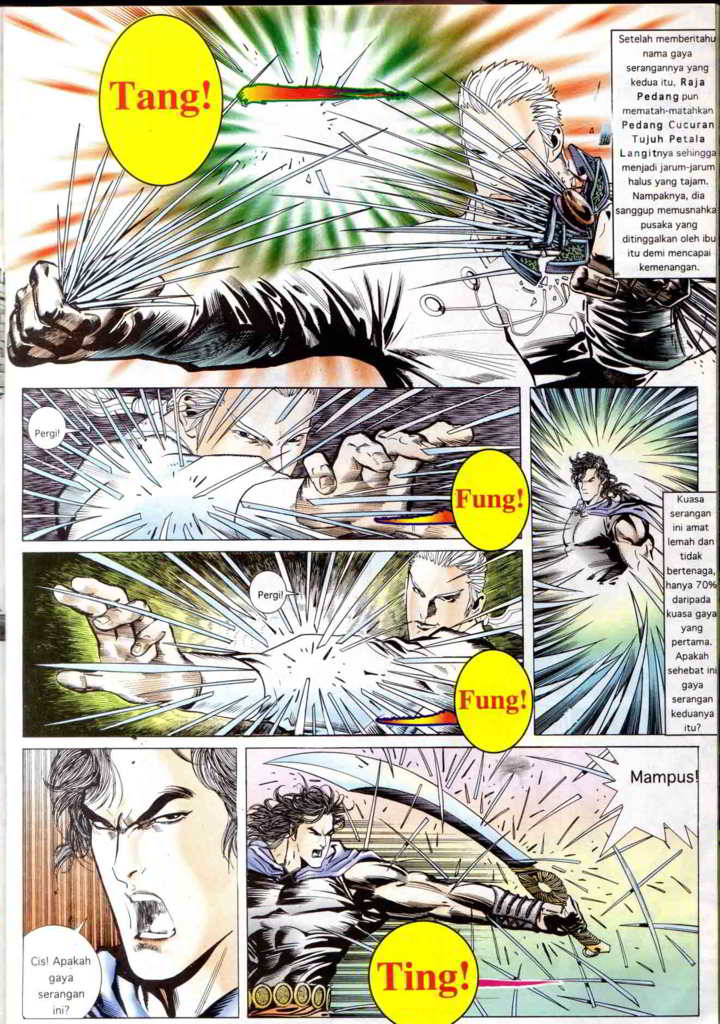 Tang!
Setelah memberitahu
nama gaya
serangannya yang
kedua itu, Raja
Pedang pun
mematah-matahkan
Pedang Cucuran
Tujuh Petala
Langitnya sehingga
menjadi jarum-jarum
halus yang tajam.
Nampaknya, dia
sanggup memusnahka
pusaka yang
ditinggalkan oleh ibu
itu demi mencapai
kemenangan.
Pergi!
Fung!
Pergi!
Fung!
Kuasa
serangan
ini amat
lemah dan
tidak
bertenaga,
hanya 70%
daripada
kuasa gaya
yang
pertama.
Apakah
sehebat ini
gaya
serangan
keduanya
itu?
Cis! Apakah
gaya
serangan
ini?
Mampus!
Ting!